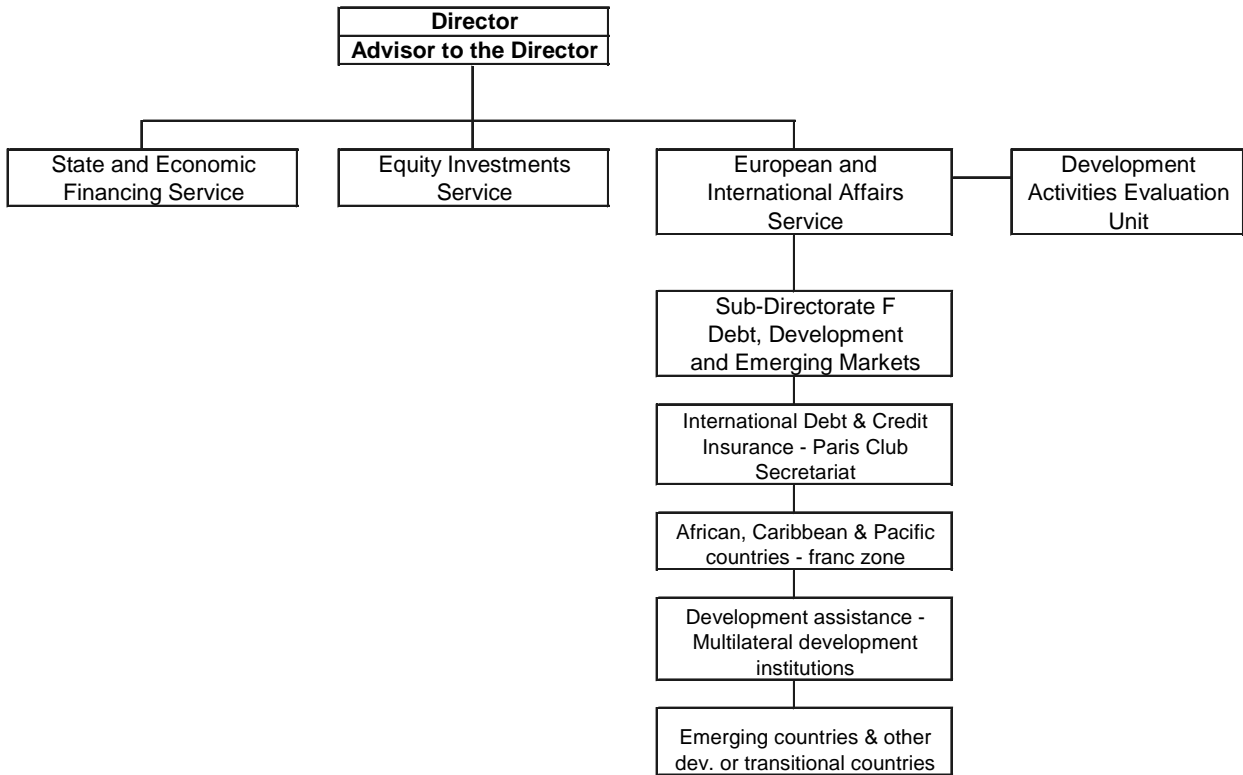 Director
Advisor to the Director
State and Economic
Financing Service
Equity Investments
Service
European and
International Affairs
Service
Development
Activities Evaluation
Unit
Sub-Directorate F
Debt, Development
and Emerging Markets
International Debt & Credit
Insurance - Paris Club
Secretariat
African, Caribbean & Pacific
countries - franc zone
Development assistance -
Multilateral development
institutions
Emerging countries & other
dev. or transitional countries